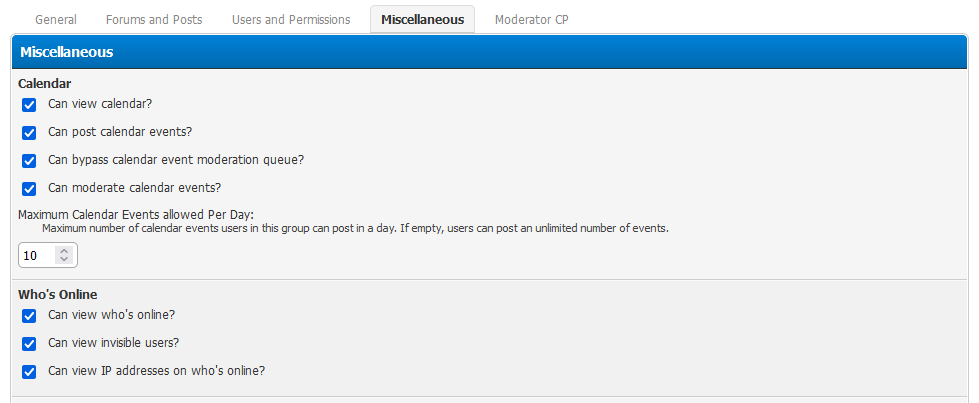 General Forums and Posts Users and Permissions Miscellaneous Moderator CP
Miscellaneous
Calendar
Can view calendar?
Can post calendar events?
Can bypass calendar event moderation queue?
Can moderate calendar events?
Maximum Calendar Events allowed Per Day:
Maximum number of calendar events users in this group can post in a day. If empty, users can post an unlimited number of events.
10
Who's Online
Can view who's online?
Can view invisible users?
Can view IP addresses on who's online?